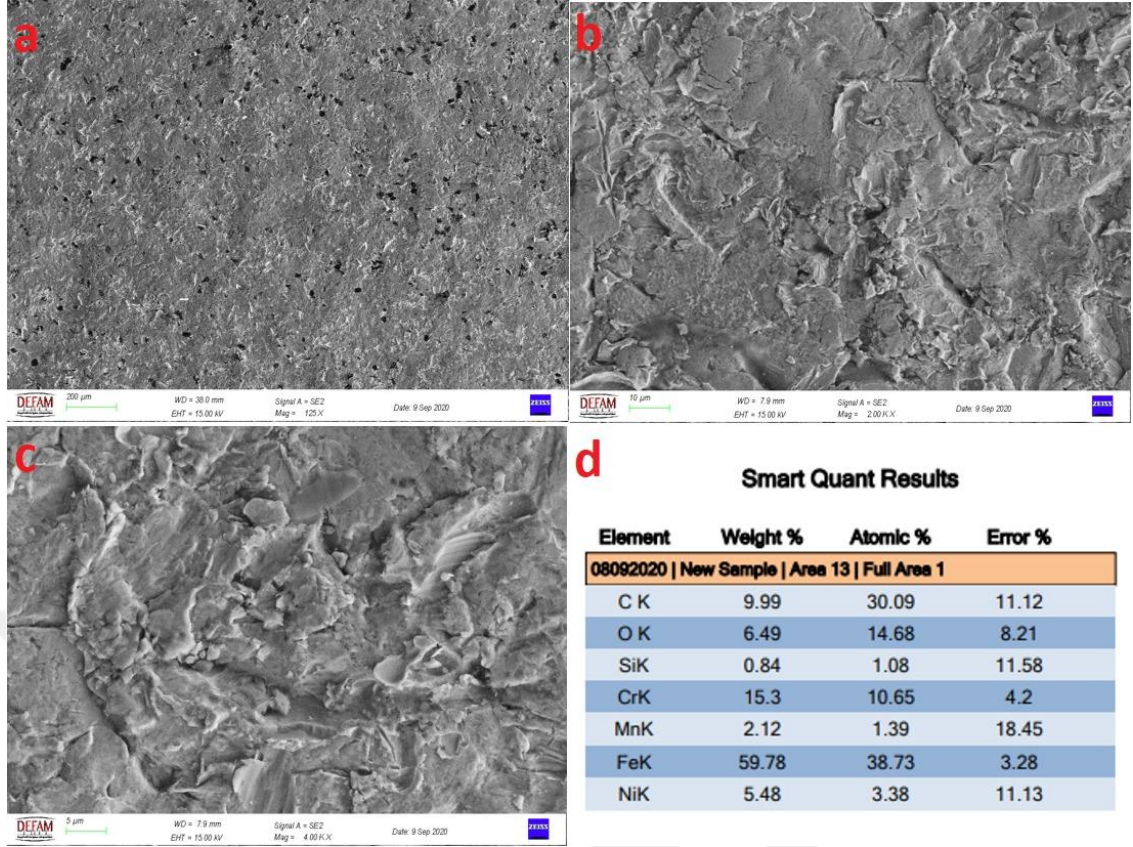 a
DEFAM
200 µm
WD = 38.0 mm
EHT = 15.00 kV
Signal A = SE2
Mag = 125 X
Date: 9 Sep 2020
ZEISS
b
DEFAM
10 µm
WD = 7.9 mm
EHT = 15.00 kV
Signal A = SE2
Mag = 2.00 K X
Date: 9 Sep 2020
ZEISS
c
DEFAM
5 µm
WD = 7.9 mm
EHT = 15.00 kV
Signal A = SE2
Mag = 4.00 K X
Date: 9 Sep 2020
ZEISS
d
Smart Quant Results
Element Weight % Atomic % Error %
08092020 | New Sample | Area 13 | Full Area 1
C K 9.99 30.09 11.12
O K 6.49 14.68 8.21
SiK 0.84 1.08 11.58
CrK 15.3 10.65 4.2
MnK 2.12 1.39 18.45
FeK 59.78 38.73 3.28
NiK 5.48 3.38 11.13